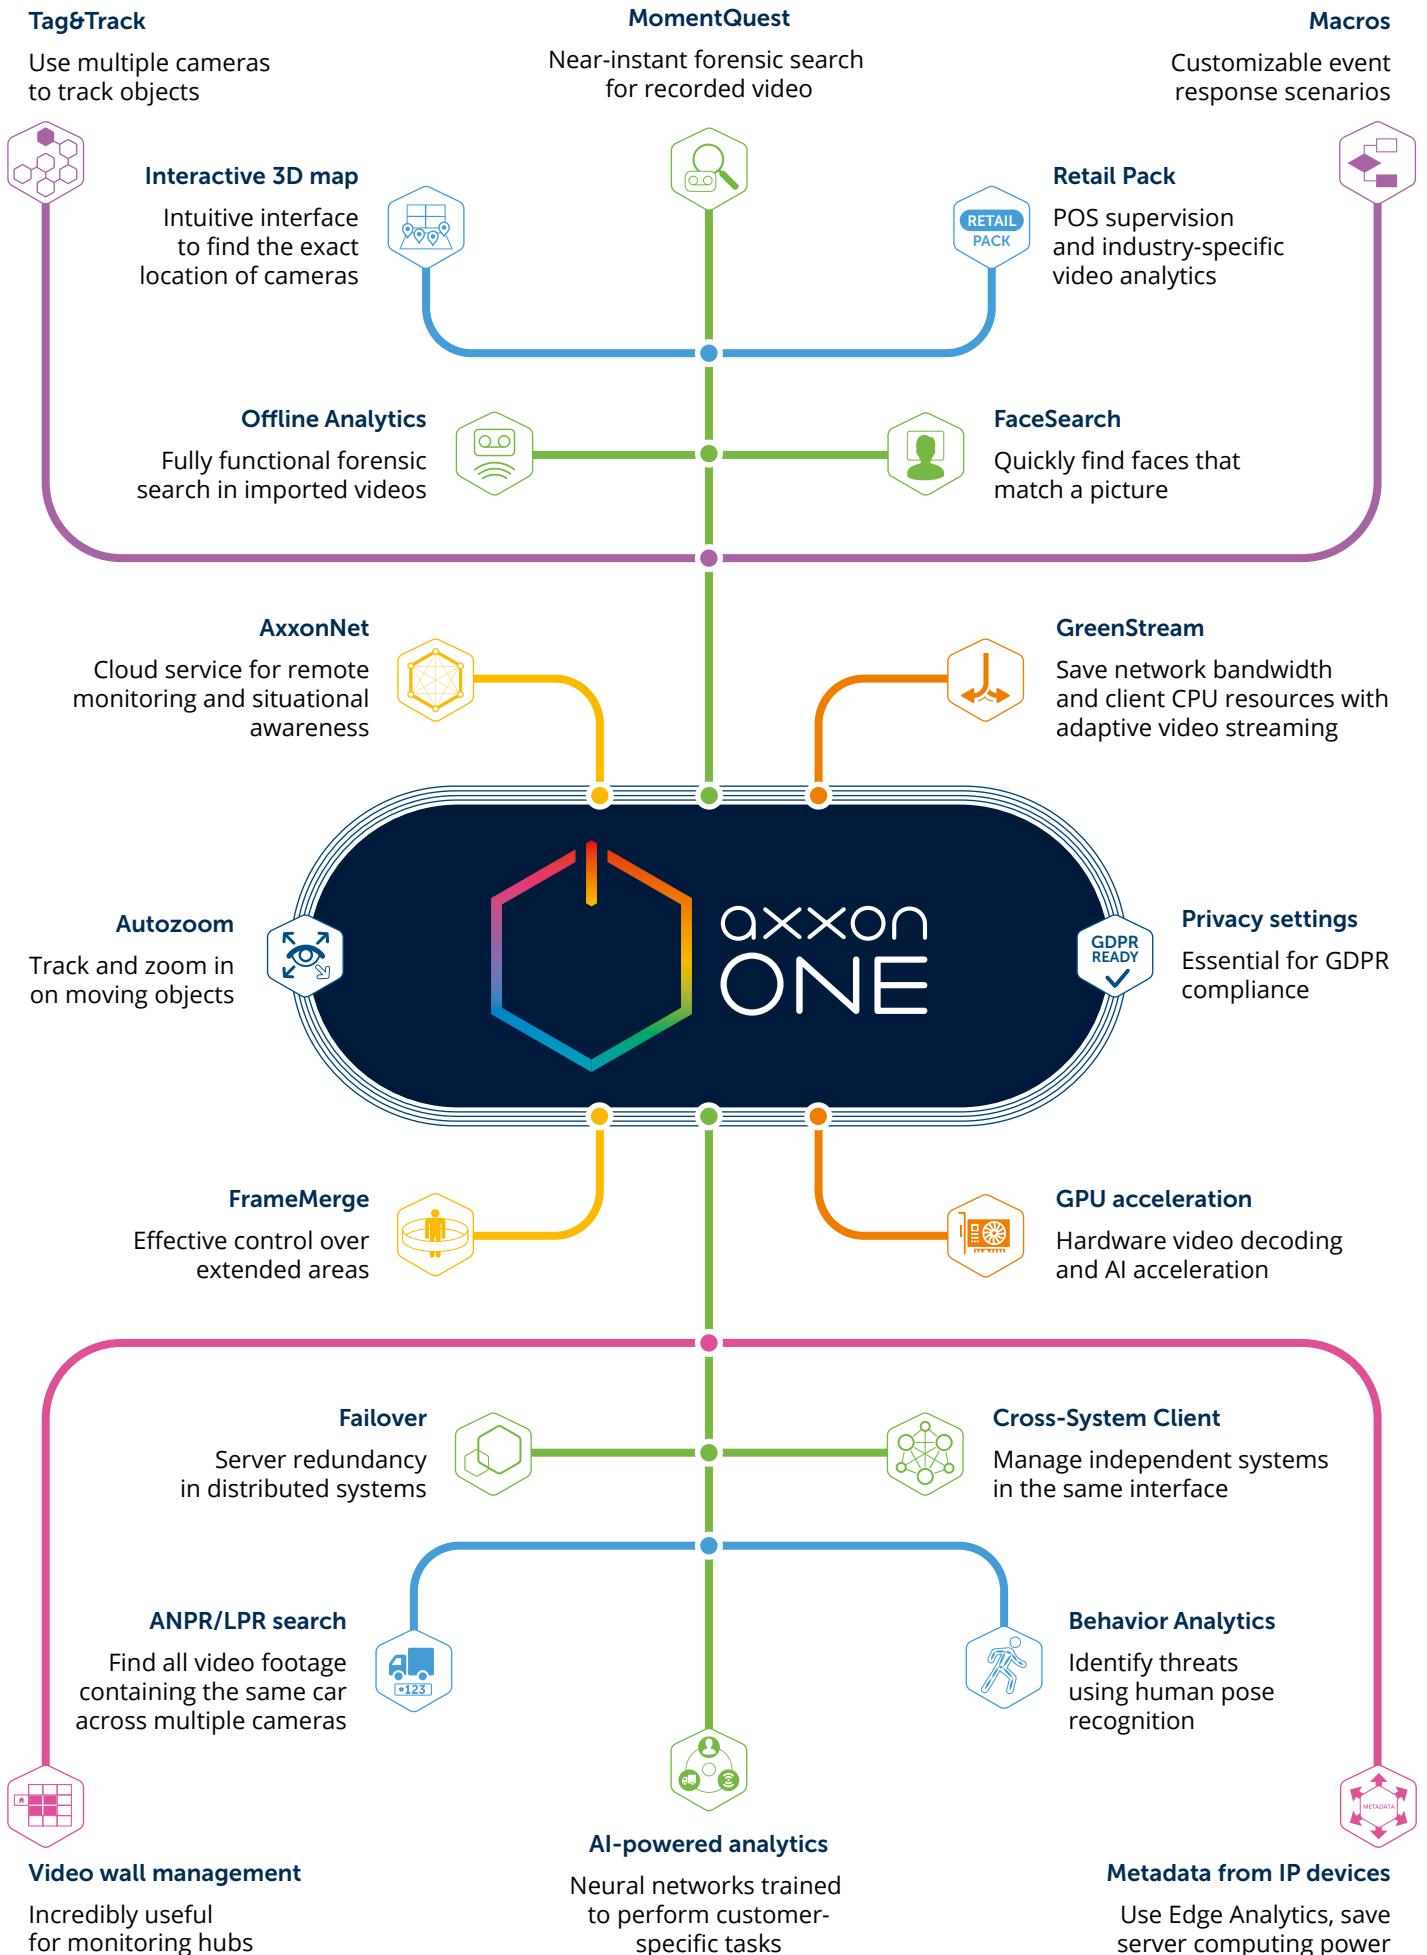 Tag&Track
Use multiple cameras
to track objects
MomentQuest
Near-instant forensic search
for recorded video
Macros
Customizable event
response scenarios
Interactive 3D map
Intuitive interface
to find the exact
location of cameras
RETAIL
PACK
Retail Pack
POS supervision
and industry-specific
video analytics
Offline Analytics
Fully functional forensic
search in imported videos
FaceSearch
Quickly find faces that
match a picture
AxxonNet
Cloud service for remote
monitoring and situational
awareness
GreenStream
Save network bandwidth
and client CPU resources with
adaptive video streaming
Autozoom
Track and zoom in
on moving objects
axxon
ONE
GDPR
READY
Privacy settings
Essential for GDPR
compliance
FrameMerge
Effective control over
extended areas
GPU acceleration
Hardware video decoding
and AI acceleration
Failover
Server redundancy
in distributed systems
Cross-System Client
Manage independent systems
in the same interface
ANPR/LPR search
Find all video footage
containing the same car
across multiple cameras
*123
Behavior Analytics
Identify threats
using human pose
recognition
Video wall management
Incredibly useful
for monitoring hubs
AI-powered analytics
Neural networks trained
to perform customer-
specific tasks
METADATA
Metadata from IP devices
Use Edge Analytics, save
server computing power